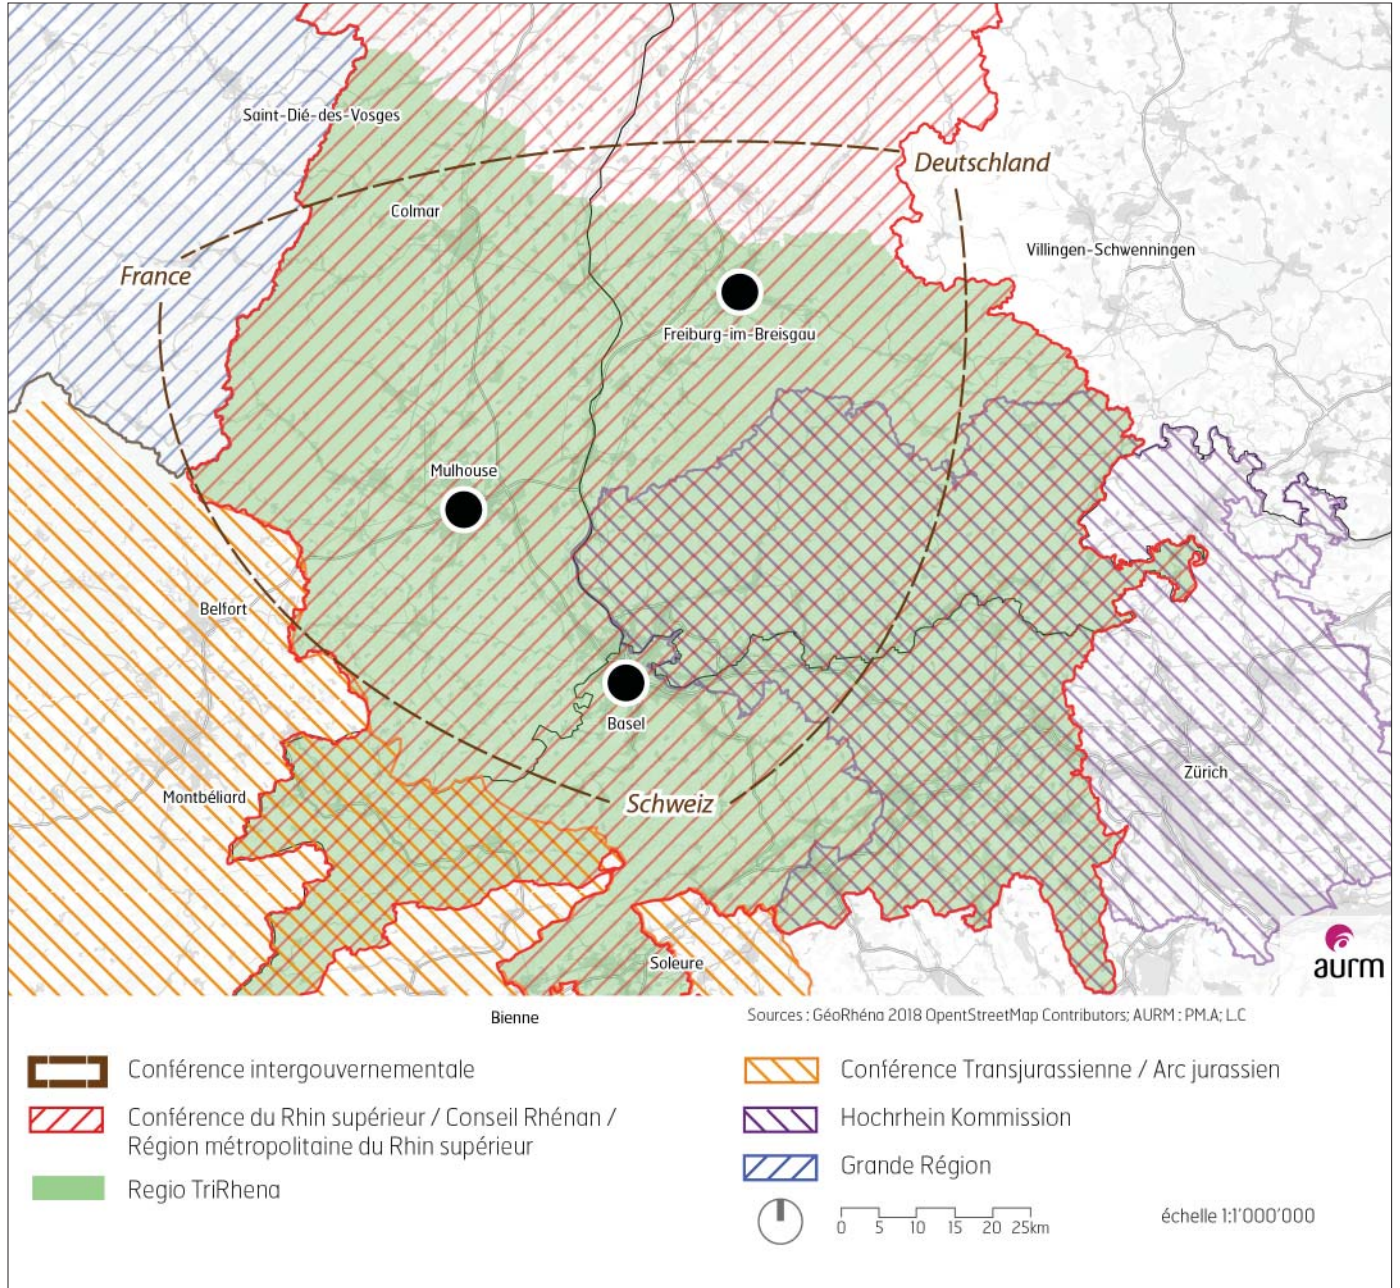 Saint-Dié-des-Vosges
Deutschland
Colmar
Villingen-Schwenningen
France
Freiburg-im-Breisgau
Mulhouse
Belfort
Basel
Zürich
Montbéliard
Schweiz
Soleure
aurm
Bienne
Sources : GéoRhéna 2018 OpentStreetMap Contributors; AURM : PM.A; L.C
Conférence intergouvernementale
Conférence du Rhin supérieur / Conseil Rhénan /
Région métropolitaine du Rhin supérieur
Regio TriRhena
Conférence Transjurassienne / Arc jurassien
Hochrhein Kommission
Grande Région
0 5 10 15 20 25km
échelle 1:1'000'000